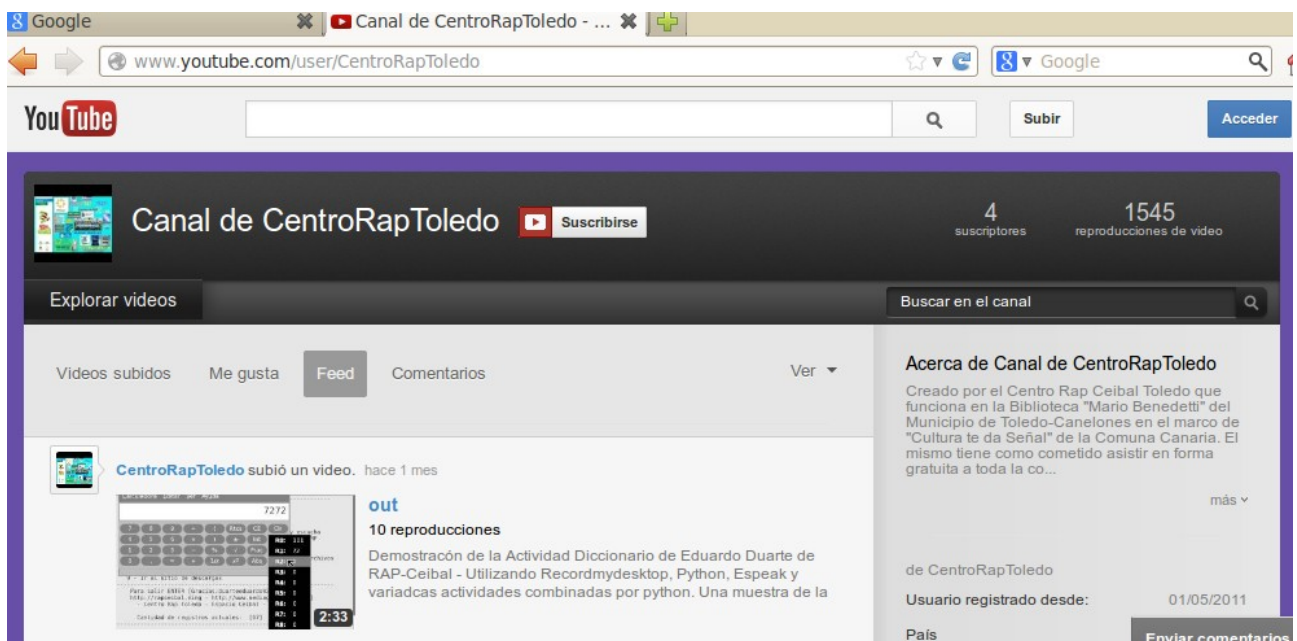 Google
Canal de CentroRapToledo - ...
www.youtube.com/user/CentroRapToledo
Google
YouTube
Subir
Acceder
Canal de CentroRapToledo
Suscribirse
4
suscriptores
1545
reproducciones de video
Explorar videos
Buscar en el canal
Videos subidos
Me gusta
Feed
Comentarios
Ver
CentroRapToledo subió un video. hace 1 mes
7272
2:33
out
10 reproducciones
Demostracón de la Actividad Diccionario de Eduardo Duarte de
RAP-Ceibal - Utilizando Recordmydesktop, Python, Espeak y
variadcas actividades combinadas por python. Una muestra de la
Acerca de Canal de CentroRapToledo
Creado por el Centro Rap Ceibal Toledo que
funciona en la Biblioteca "Mario Benedetti" del
Municipio de Toledo-Canelones en el marco de
"Cultura te da Señal" de la Comuna Canaria. El
mismo tiene como cometido asistir en forma
gratuita a toda la co...
más
de CentroRapToledo
Usuario registrado desde: 01/05/2011
País
Enviar comentarios